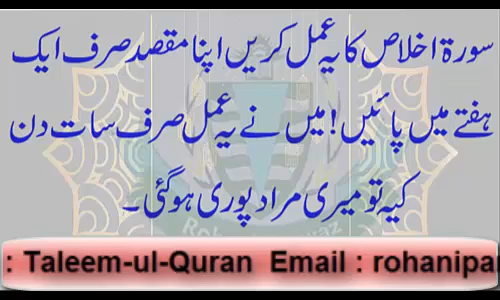 سورۃ اخلاص کا یہ عمل کریں اپنا مقصد صرف ایک
ہفتے میں پائیں! میں نے یہ عمل صرف سات دن
کیہ تو میری مراد پوری ہوگئی۔
: Taleem-ul-Quran Email : rohanipa